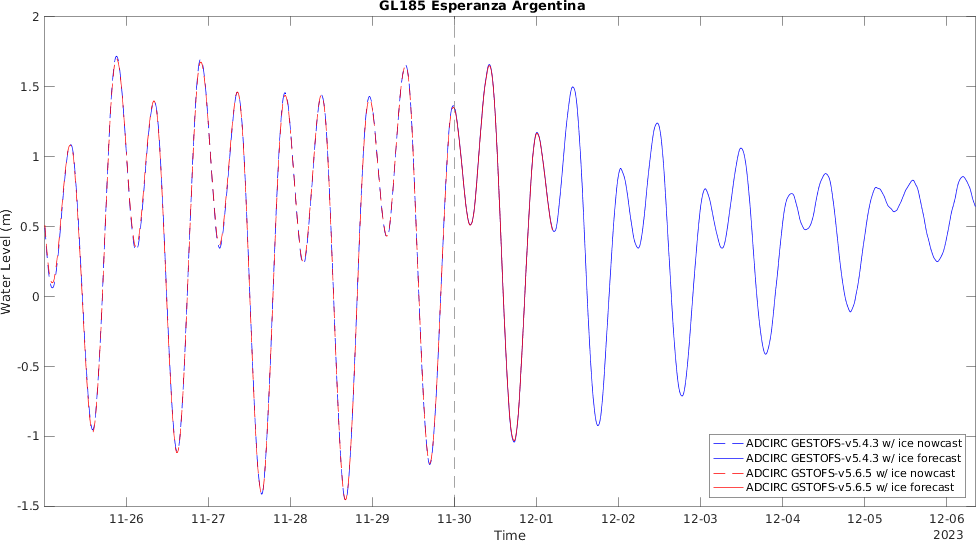 GL185 Esperanza Argentina
Water Level (m)
2
1.5
1
0.5
0
-0.5
-1
-1.5
ADCIRC GESTOFS-v5.4.3 w/ ice nowcast
ADCIRC GESTOFS-v5.4.3 w/ ice forecast
ADCIRC GSTOFS-v5.6.5 w/ ice nowcast
ADCIRC GSTOFS-v5.6.5 w/ ice forecast
11-26 11-27 11-28 11-29 11-30 12-01 12-02 12-03 12-04 12-05 12-06
Time
2023